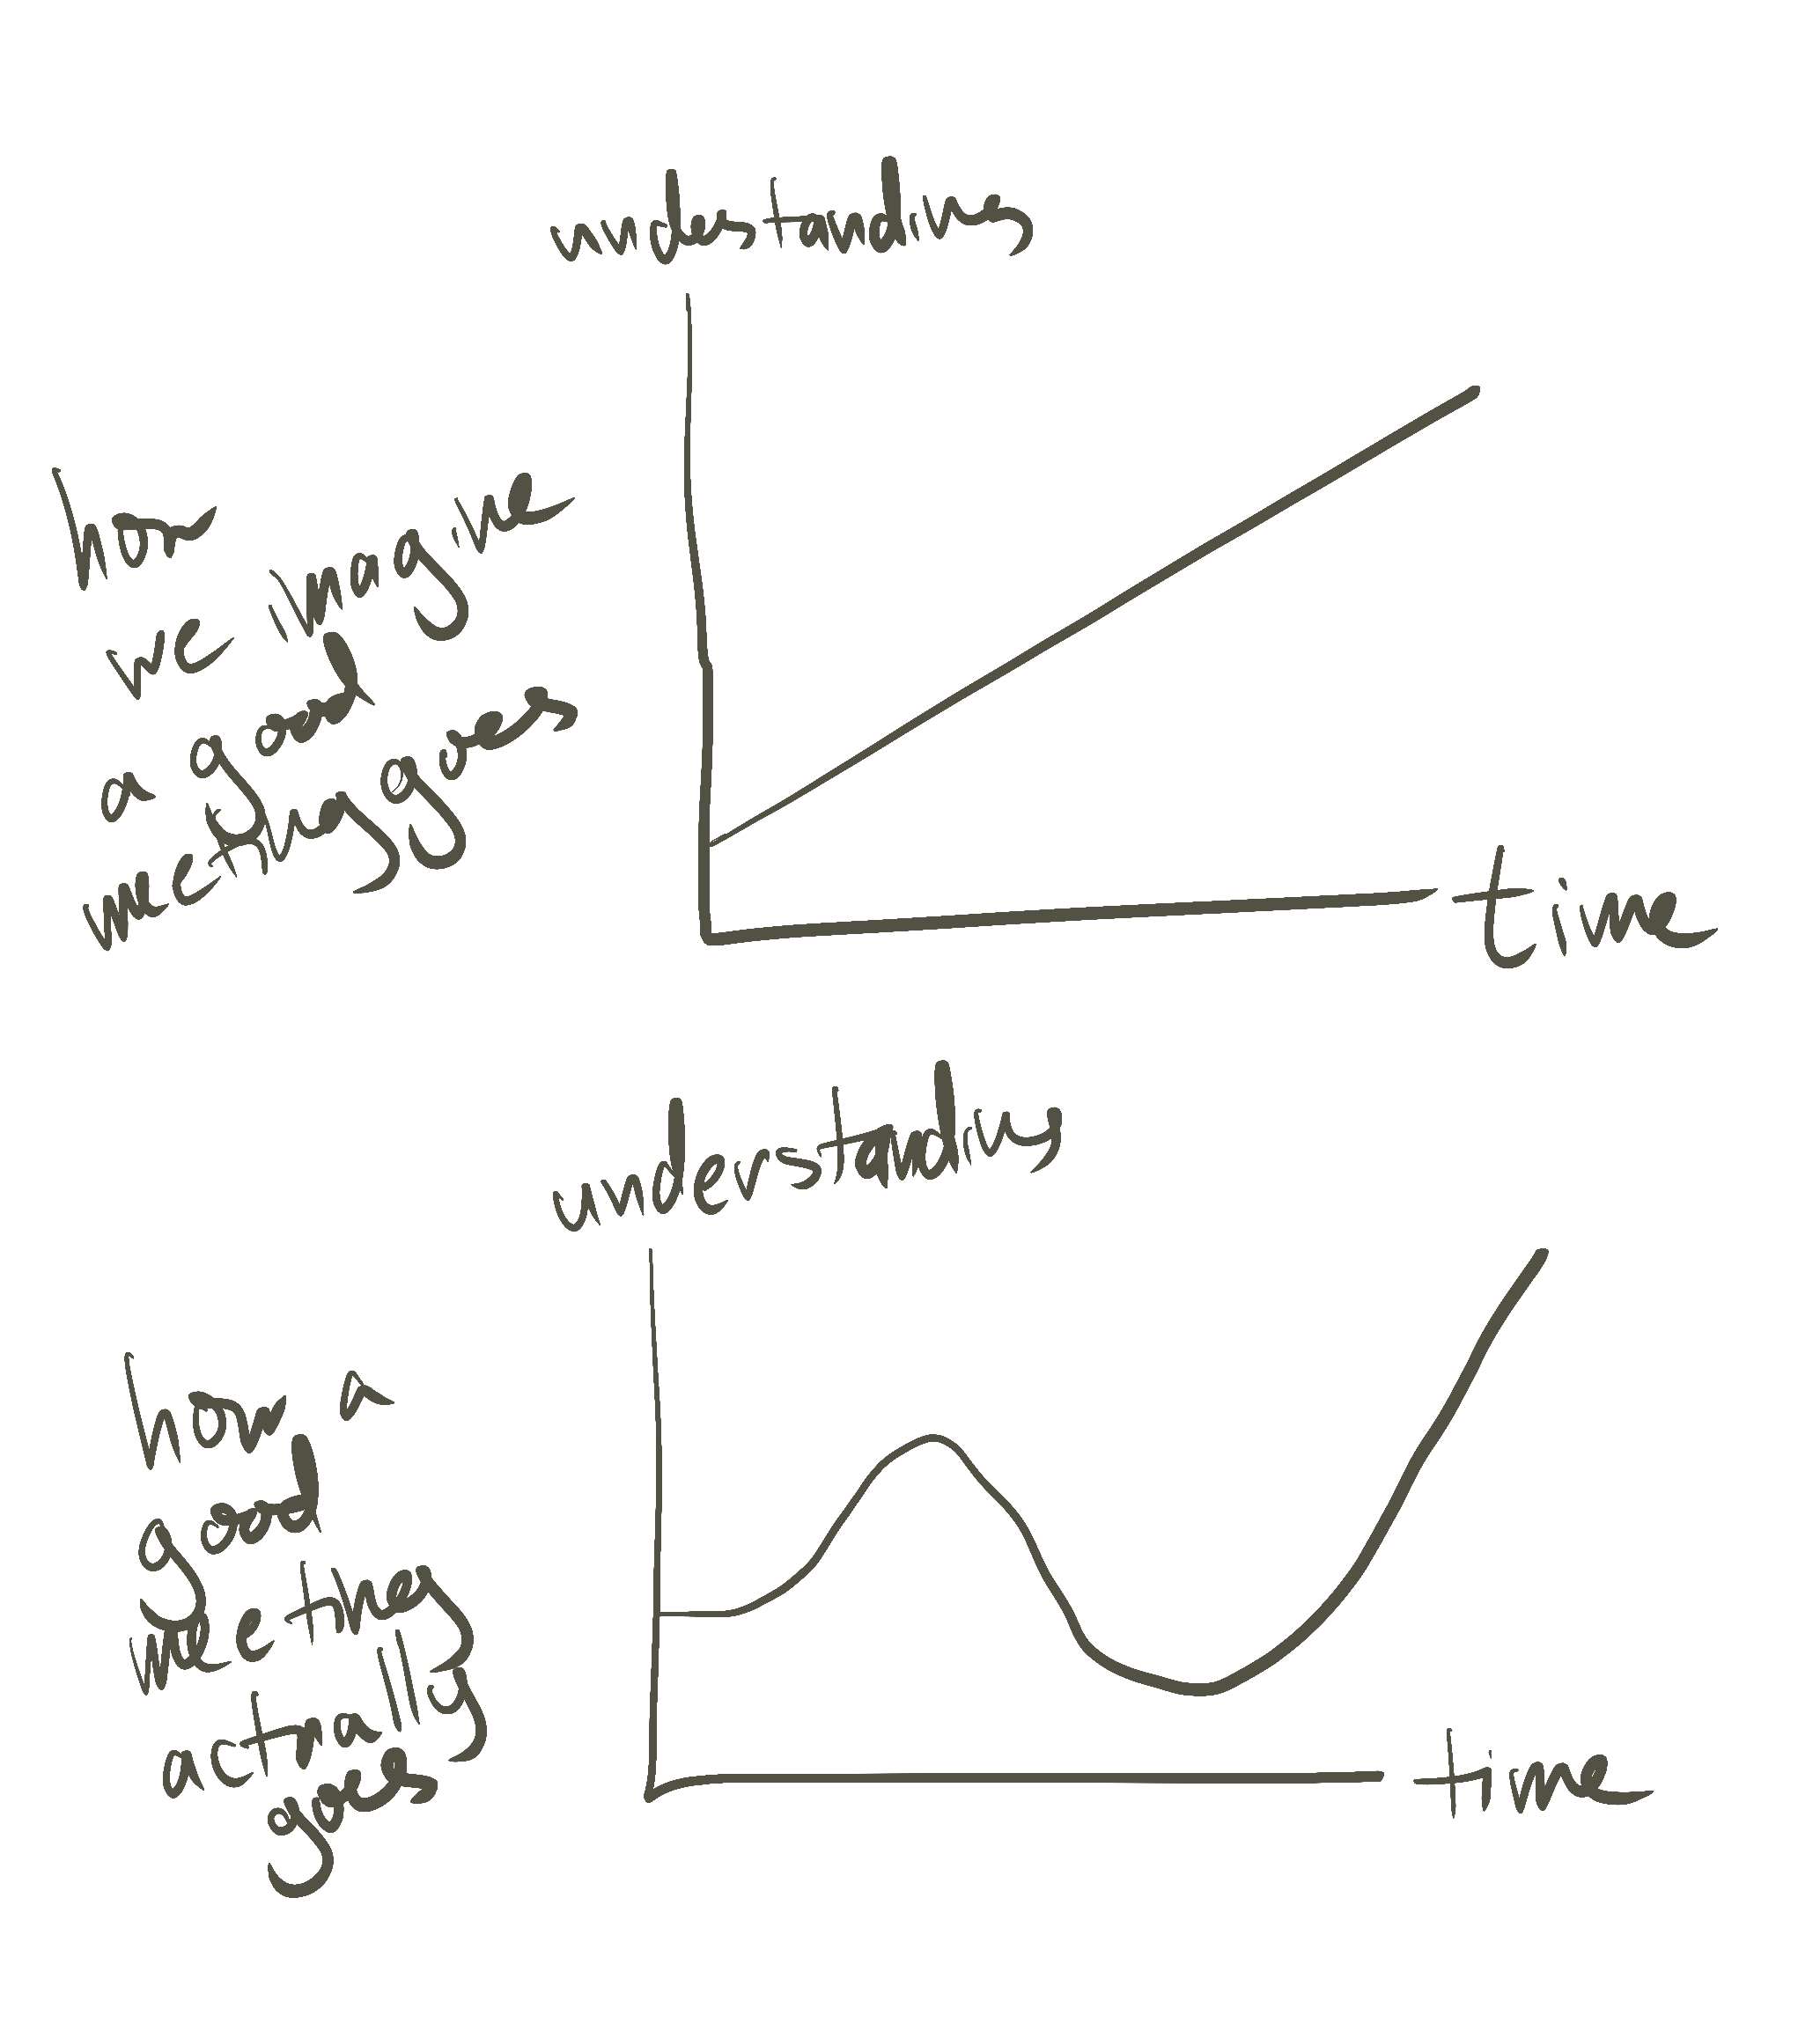 understanding
how
we imagine
a good
meeting goes
time
understanding
how a
good
meeting
actually
goes
time